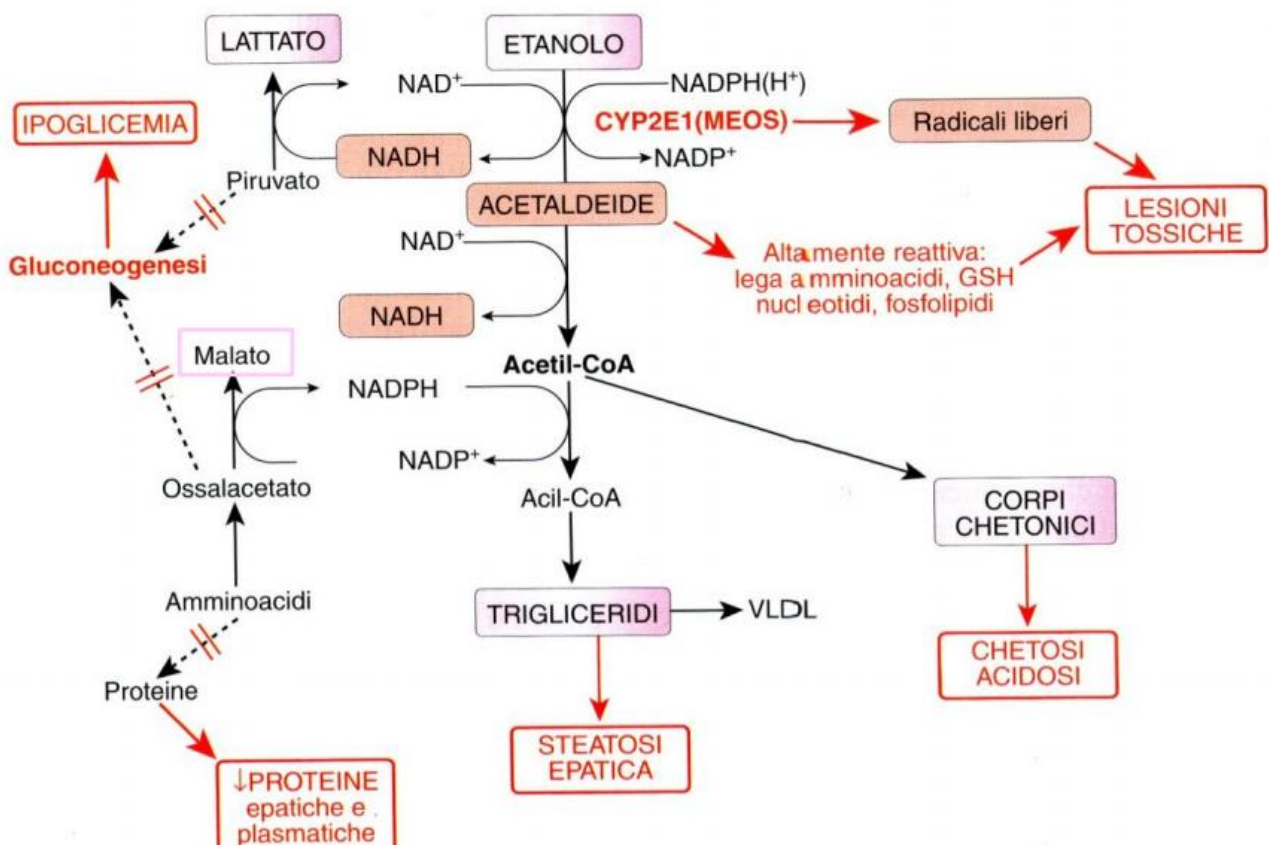 LATTATO
ETANOLO
NAD⁺
NADPH(H⁺)
IPOGLICEMIA
CYP2E1(MEOS)
Radicali liberi
NADH
NADP⁺
Piruvato
ACETALDEIDE
LESIONI
TOSSICHE
NAD⁺
Gluconeogenesi
Altamente reattiva:
lega amminoacidi, GSH
nucleotidi, fosfolipidi
NADH
Malato
Acetil-CoA
NADPH
NADP⁺
Ossalacetato
Acil-CoA
CORPI
CHETONICI
Amminoacidi
TRIGLICERIDI
VLDL
CHETOSI
ACIDOSI
Proteine
STEATOSI
EPATICA
↓PROTEINE
epatiche e
plasmatiche